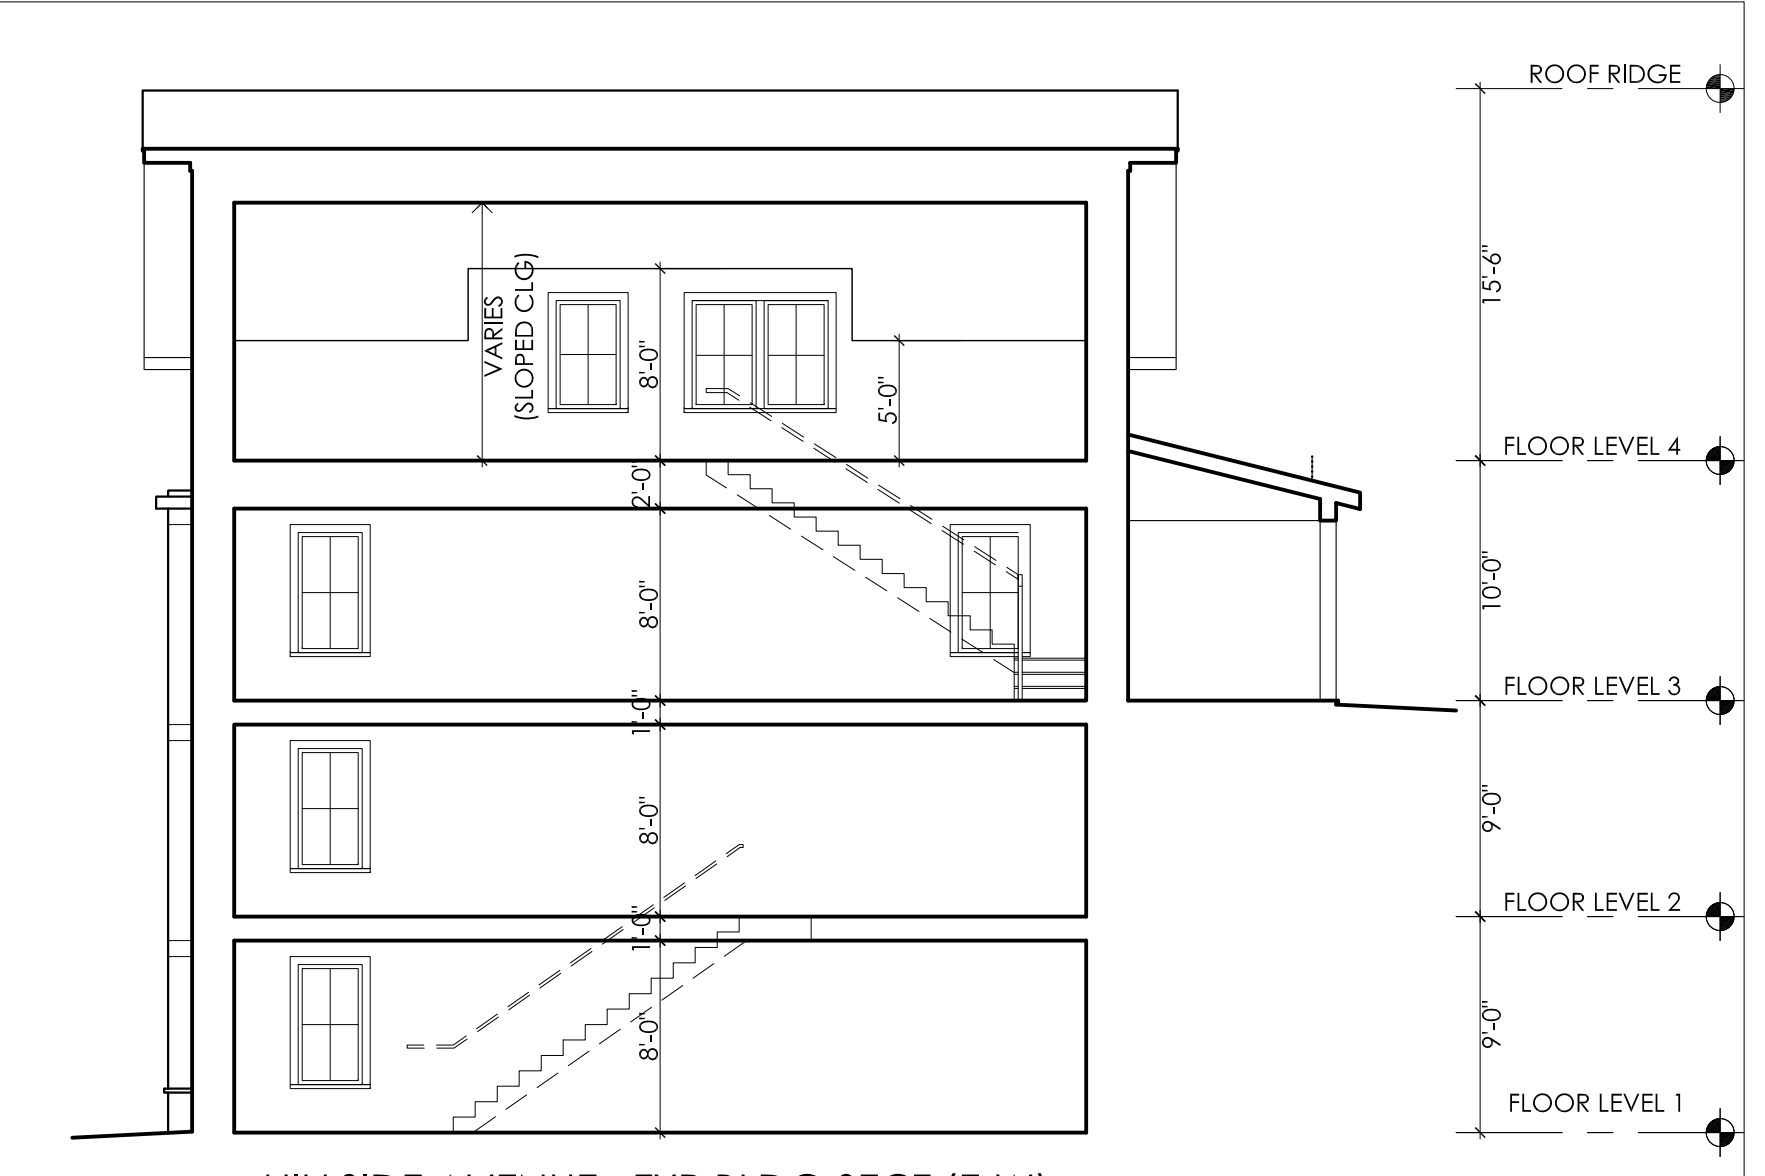 ROOF RIDGE
15'-6"
VARIES
(SLOPED CLG)
8'-0"
5'-0"
FLOOR LEVEL 4
2'-0"
10'-0"
8'-0"
FLOOR LEVEL 3
1'-0"
9'-0"
8'-0"
FLOOR LEVEL 2
1'-0"
9'-0"
8'-0"
FLOOR LEVEL 1